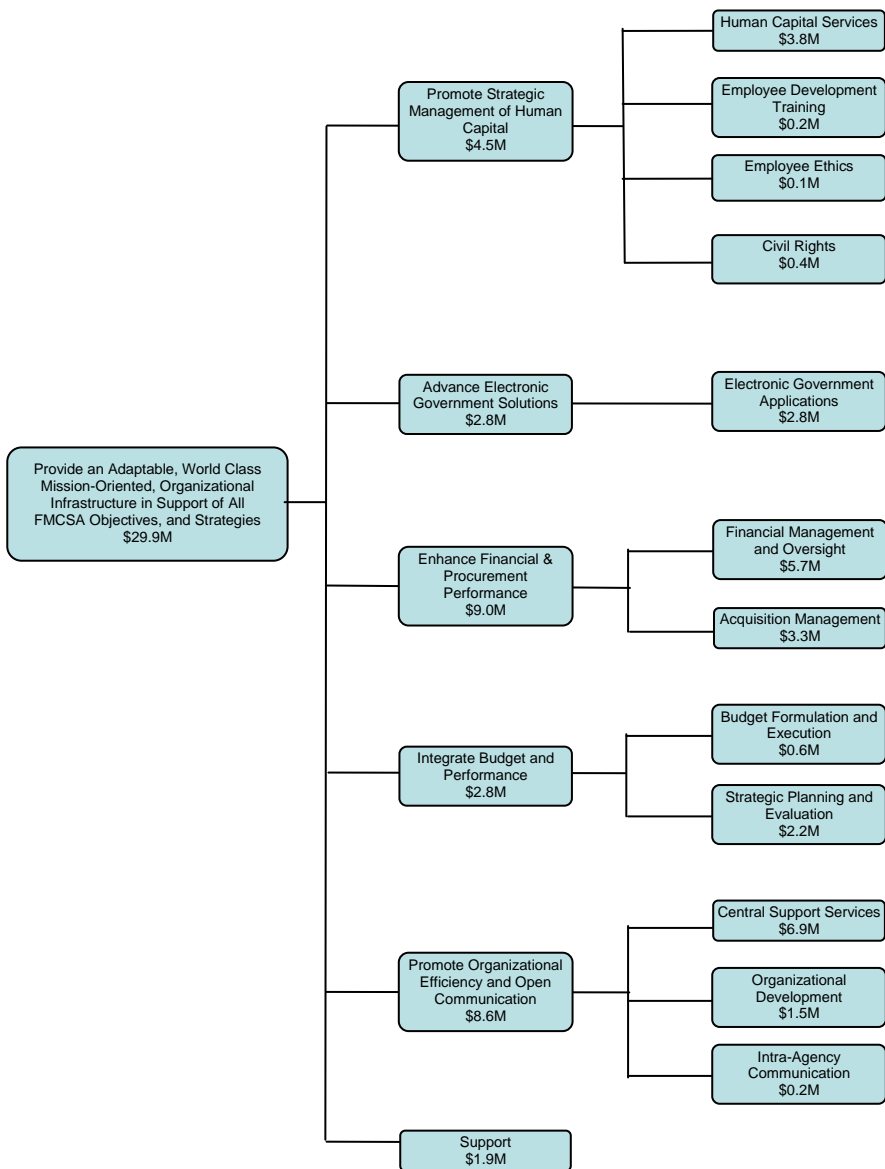 Provide an Adaptable, World Class
Mission-Oriented, Organizational
Infrastructure in Support of All
FMCSA Objectives, and Strategies
$29.9M
Promote Strategic
Management of Human
Capital
$4.5M
Human Capital Services
$3.8M
Employee Development
Training
$0.2M
Employee Ethics
$0.1M
Civil Rights
$0.4M
Advance Electronic
Government Solutions
$2.8M
Electronic Government
Applications
$2.8M
Enhance Financial &
Procurement
Performance
$9.0M
Financial Management
and Oversight
$5.7M
Acquisition Management
$3.3M
Integrate Budget and
Performance
$2.8M
Budget Formulation and
Execution
$0.6M
Strategic Planning and
Evaluation
$2.2M
Promote Organizational
Efficiency and Open
Communication
$8.6M
Central Support Services
$6.9M
Organizational
Development
$1.5M
Intra-Agency
Communication
$0.2M
Support
$1.9M